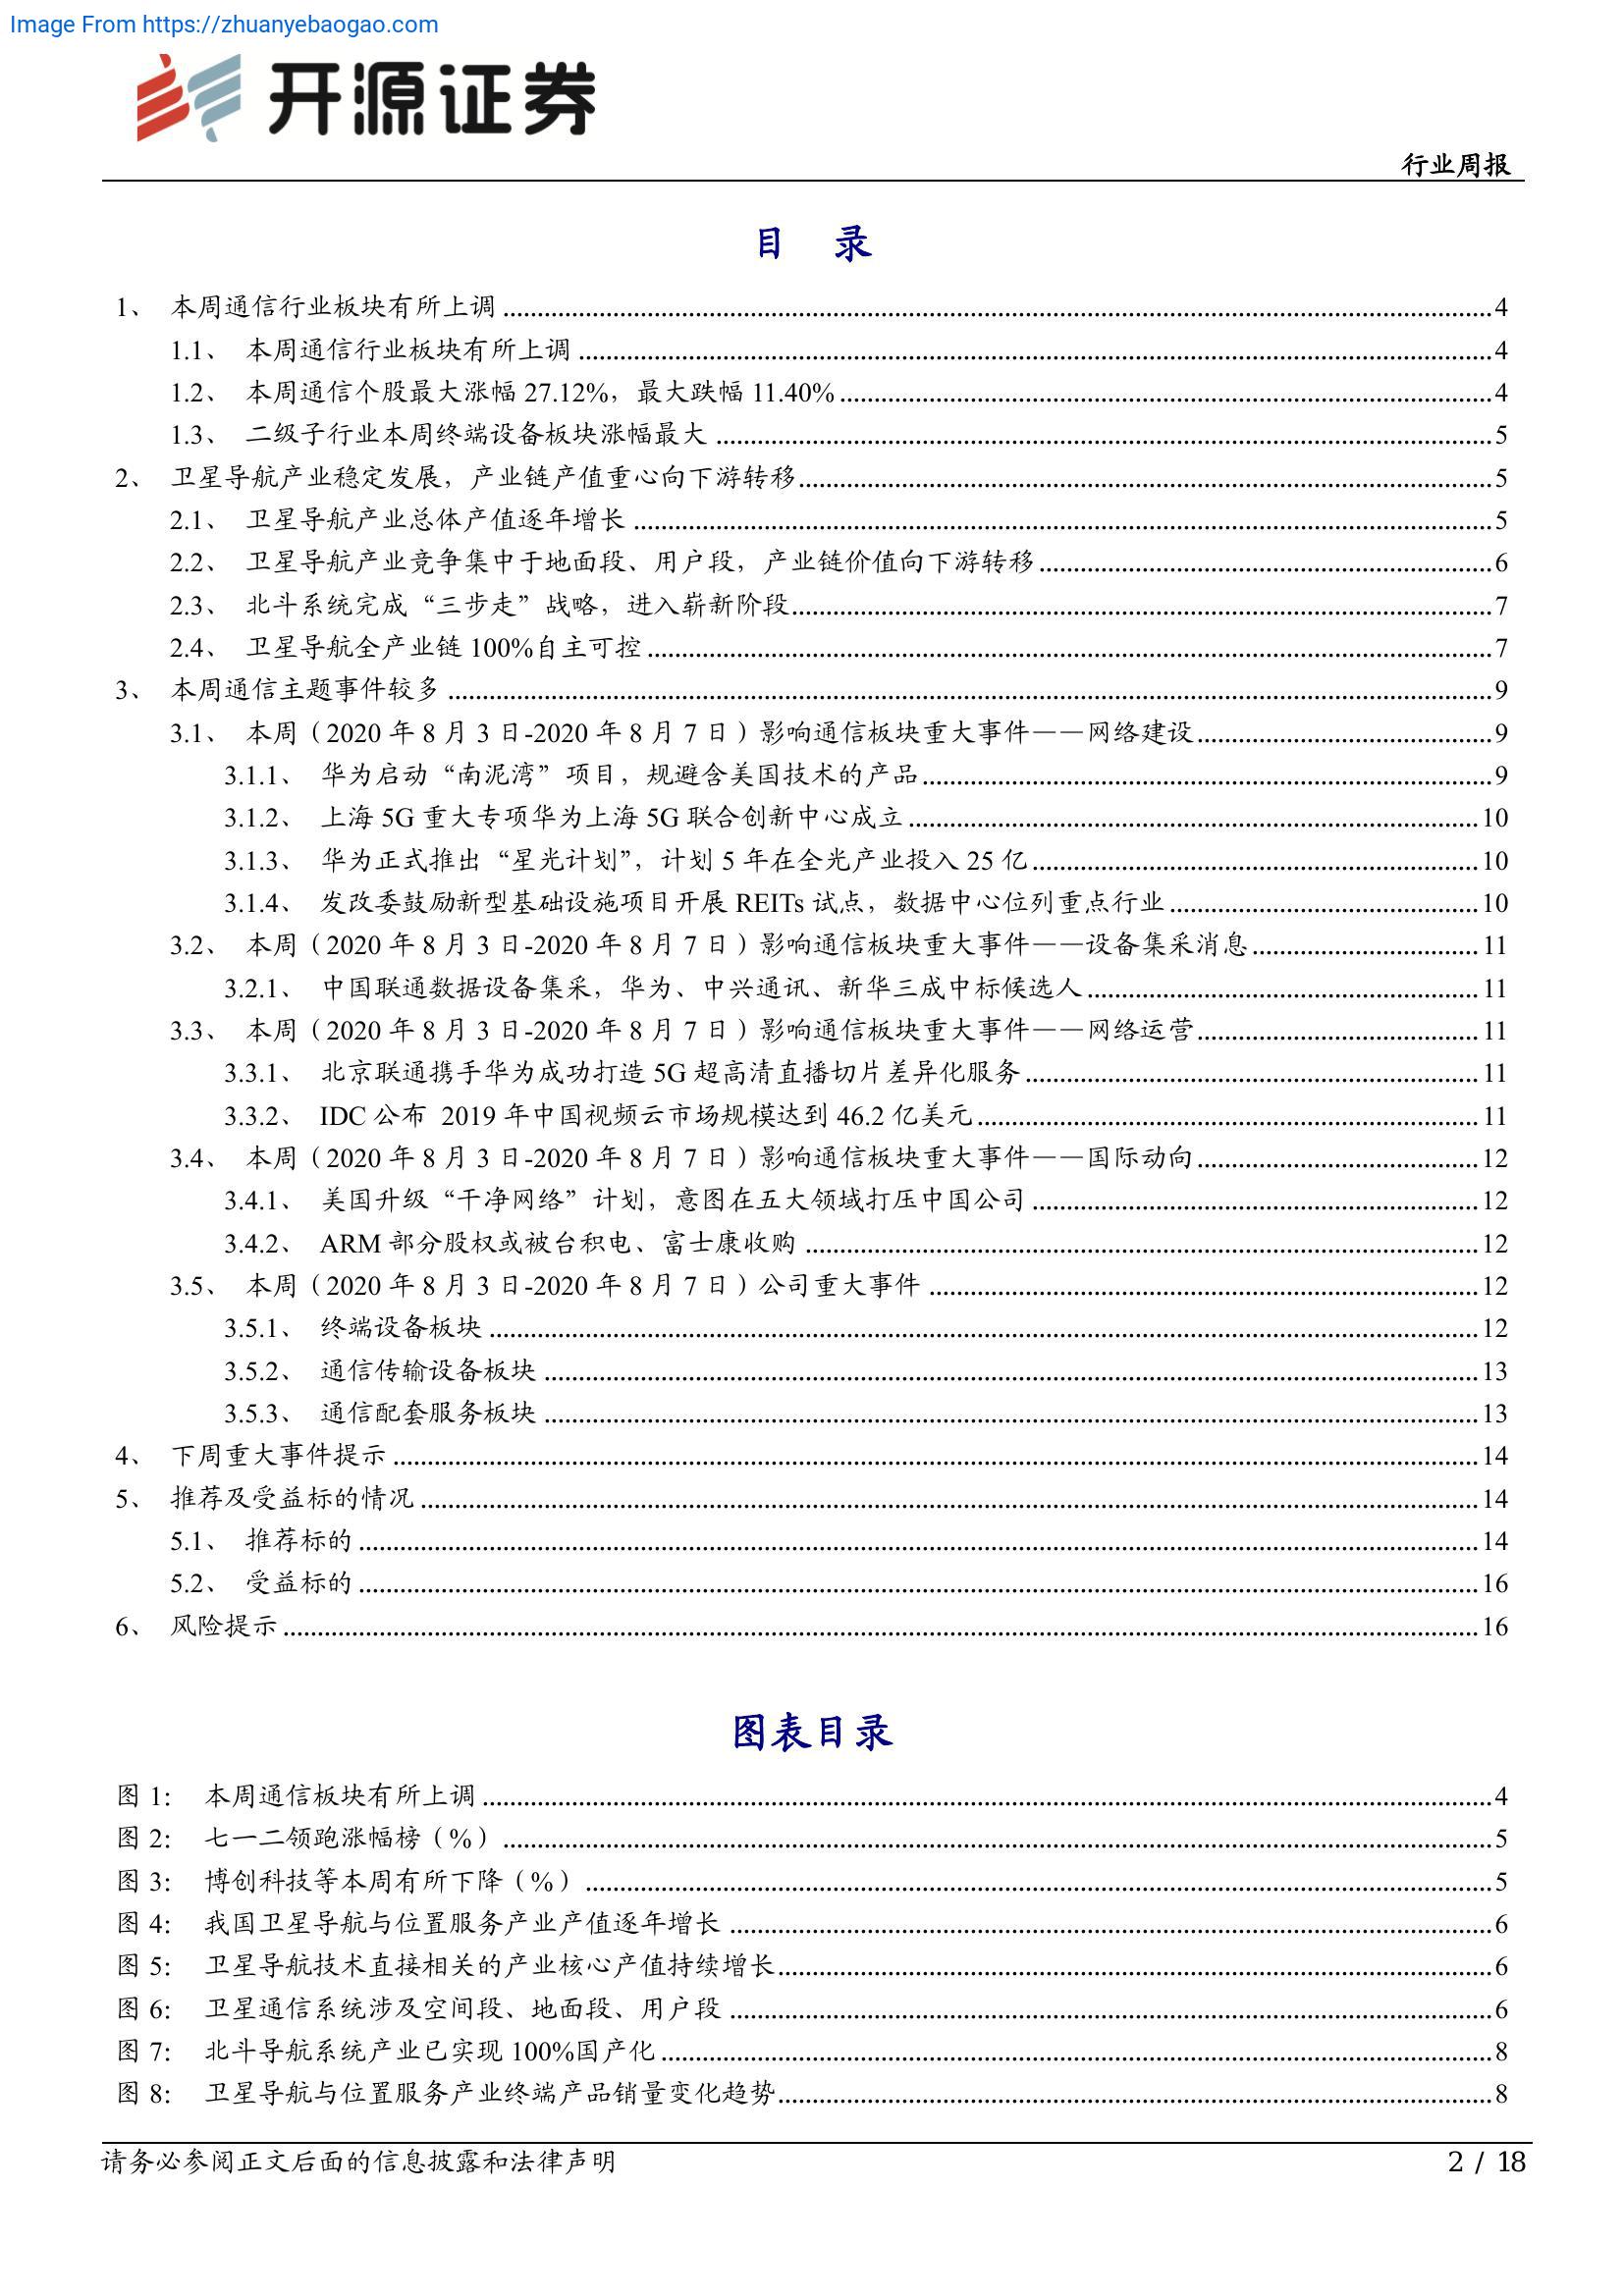 Image From https://zhuanyebaogao.com
开源证券
行业周报
目 录
1、 本周通信行业板块有所上调 4
1.1、 本周通信行业板块有所上调 4
1.2、 本周通信个股最大涨幅 27.12%，最大跌幅 11.40% 4
1.3、 二级子行业本周终端设备板块涨幅最大 5
2、 卫星导航产业稳定发展，产业链产值重心向下游转移 5
2.1、 卫星导航产业总体产值逐年增长 5
2.2、 卫星导航产业竞争集中于地面段、用户段，产业链价值向下游转移 6
2.3、 北斗系统完成“三步走”战略，进入崭新阶段 7
2.4、 卫星导航全产业链 100%自主可控 7
3、 本周通信主题事件较多 9
3.1、 本周（2020 年 8 月 3 日-2020 年 8 月 7 日）影响通信板块重大事件——网络建设 9
3.1.1、 华为启动“南泥湾”项目，规避含美国技术的产品 9
3.1.2、 上海 5G 重大专项华为上海 5G 联合创新中心成立 10
3.1.3、 华为正式推出“星光计划”，计划 5 年在全光产业投入 25 亿 10
3.1.4、 发改委鼓励新型基础设施项目开展 REITs 试点，数据中心位列重点行业 10
3.2、 本周（2020 年 8 月 3 日-2020 年 8 月 7 日）影响通信板块重大事件——设备集采消息 11
3.2.1、 中国联通数据设备集采，华为、中兴通讯、新华三成中标候选人 11
3.3、 本周（2020 年 8 月 3 日-2020 年 8 月 7 日）影响通信板块重大事件——网络运营 11
3.3.1、 北京联通携手华为成功打造 5G 超高清直播切片差异化服务 11
3.3.2、 IDC 公布 2019 年中国视频云市场规模达到 46.2 亿美元 11
3.4、 本周（2020 年 8 月 3 日-2020 年 8 月 7 日）影响通信板块重大事件——国际动向 12
3.4.1、 美国升级“干净网络”计划，意图在五大领域打压中国公司 12
3.4.2、 ARM 部分股权或被台积电、富士康收购 12
3.5、 本周（2020 年 8 月 3 日-2020 年 8 月 7 日）公司重大事件 12
3.5.1、 终端设备板块 12
3.5.2、 通信传输设备板块 13
3.5.3、 通信配套服务板块 13
4、 下周重大事件提示 14
5、 推荐及受益标的情况 14
5.1、 推荐标的 14
5.2、 受益标的 16
6、 风险提示 16
图表目录
图 1： 本周通信板块有所上调 4
图 2： 七一二领跑涨幅榜（%） 5
图 3： 博创科技等本周有所下降（%） 5
图 4： 我国卫星导航与位置服务产业产值逐年增长 6
图 5： 卫星导航技术直接相关的产业核心产值持续增长 6
图 6： 卫星通信系统涉及空间段、地面段、用户段 6
图 7： 北斗导航系统产业已实现 100%国产化 8
图 8： 卫星导航与位置服务产业终端产品销量变化趋势 8
请务必参阅正文后面的信息披露和法律声明 2 / 18